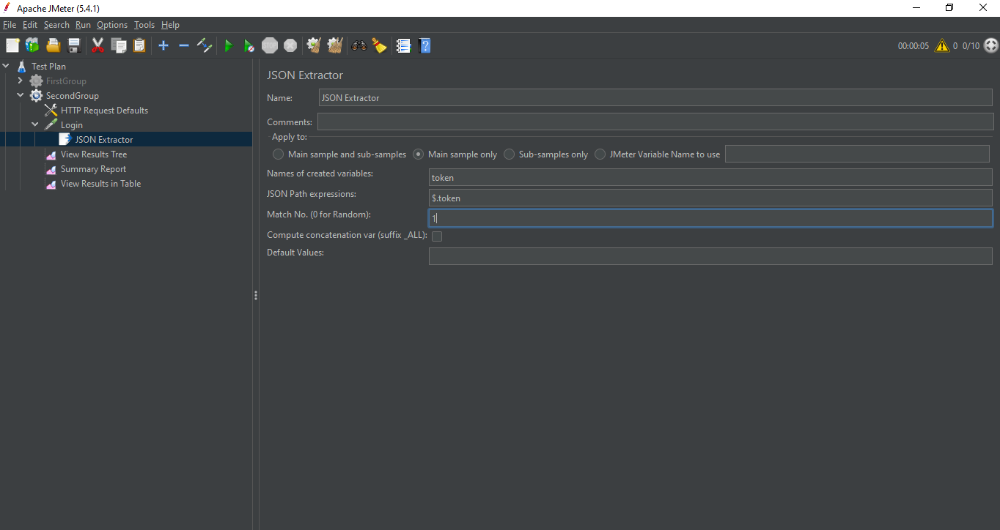 Apache JMeter (5.4.1)
File Edit Search Run Options Tools Help
STOP
00:00:05 0 0/10
Test Plan
FirstGroup
SecondGroup
HTTP Request Defaults
Login
JSON Extractor
View Results Tree
Summary Report
View Results in Table
JSON Extractor
Name: JSON Extractor
Comments:
Apply to:
Main sample and sub-samples Main sample only Sub-samples only JMeter Variable Name to use
Names of created variables: token
JSON Path expressions: $.token
Match No. (0 for Random): 1
Compute concatenation var (suffix _ALL):
Default Values: